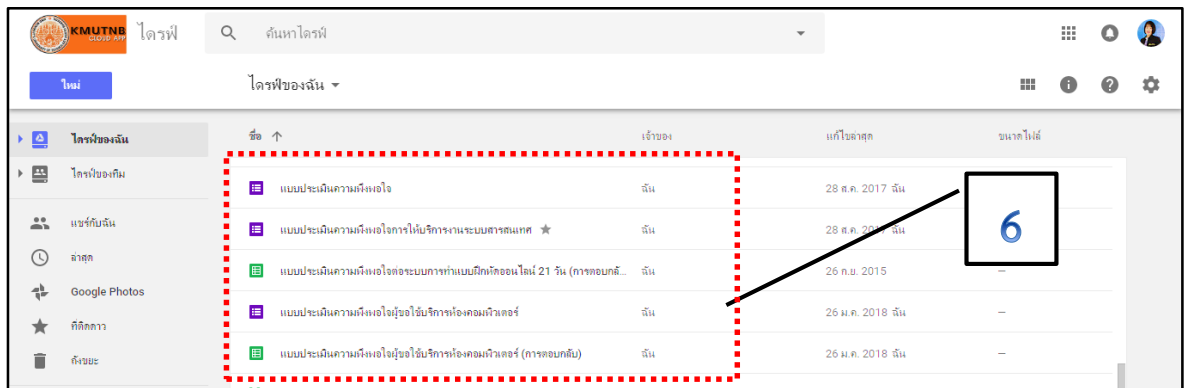 KMUTNB
CLOUD APP
ไดรฟ์
ค้นหาไดรฟ์
ใหม่
ไดรฟ์ของฉัน
ชื่อ
เจ้าของ
แก้ไขล่าสุด
ขนาดไฟล์
ไดรฟ์ของฉัน
ไดรฟ์ของทีม
แชร์กับฉัน
ล่าสุด
Google Photos
ที่ติดดาว
ถังขยะ
แบบประเมินความพึงพอใจ ฉัน 28 ส.ค. 2017 ฉัน
แบบประเมินความพึงพอใจการให้บริการงานระบบสารสนเทศ ฉัน 28 ส.ค. 2017 ฉัน
แบบประเมินความพึงพอใจต่อระบบการทำแบบฝึกหัดออนไลน์ 21 วัน (การตอบกลั... ฉัน 26 ก.ย. 2015 —
แบบประเมินความพึงพอใจผู้ขอใช้บริการห้องคอมพิวเตอร์ ฉัน 26 ม.ค. 2018 ฉัน —
แบบประเมินความพึงพอใจผู้ขอใช้บริการห้องคอมพิวเตอร์ (การตอบกลับ) ฉัน 26 ม.ค. 2018 ฉัน —
6